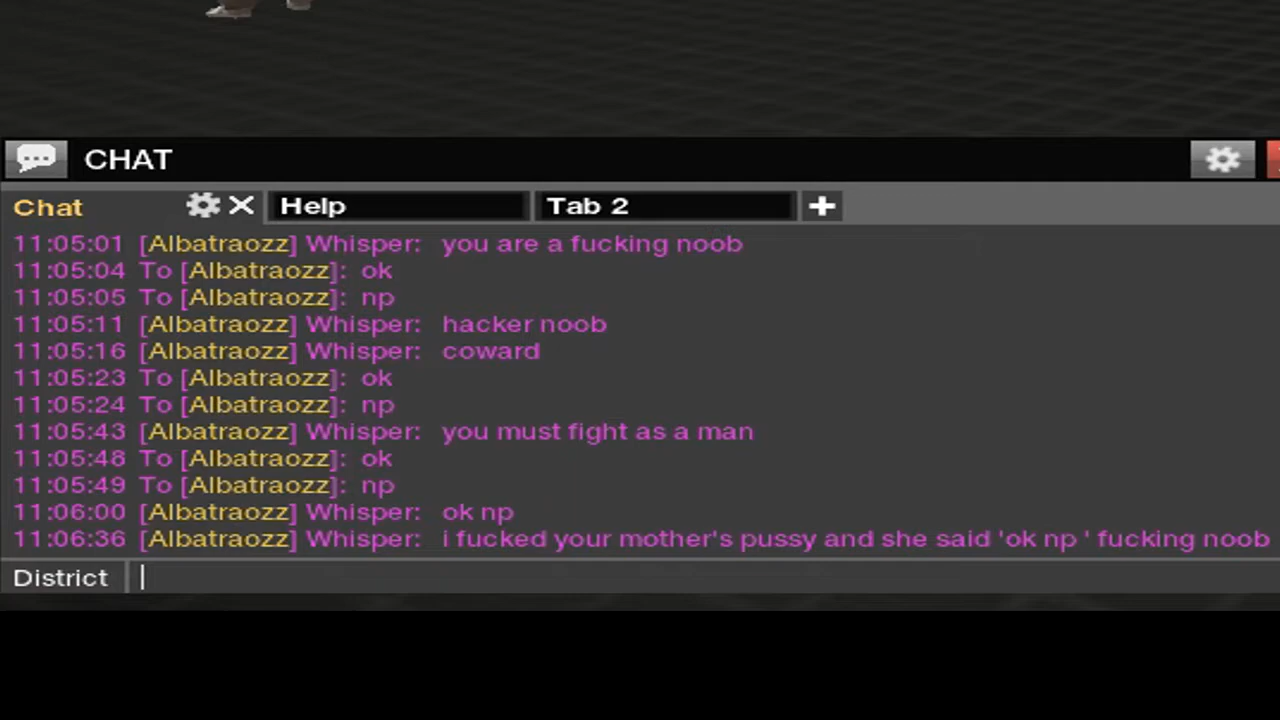 CHAT
Chat Help Tab 2
11:05:01 [Albatraozz] Whisper: you are a fucking noob
11:05:04 To [Albatraozz]: ok
11:05:05 To [Albatraozz]: np
11:05:11 [Albatraozz] Whisper: hacker noob
11:05:16 [Albatraozz] Whisper: coward
11:05:23 To [Albatraozz]: ok
11:05:24 To [Albatraozz]: np
11:05:43 [Albatraozz] Whisper: you must fight as a man
11:05:48 To [Albatraozz]: ok
11:05:49 To [Albatraozz]: np
11:06:00 [Albatraozz] Whisper: ok np
11:06:36 [Albatraozz] Whisper: i fucked your mother's pussy and she said 'ok np ' fucking noob
District